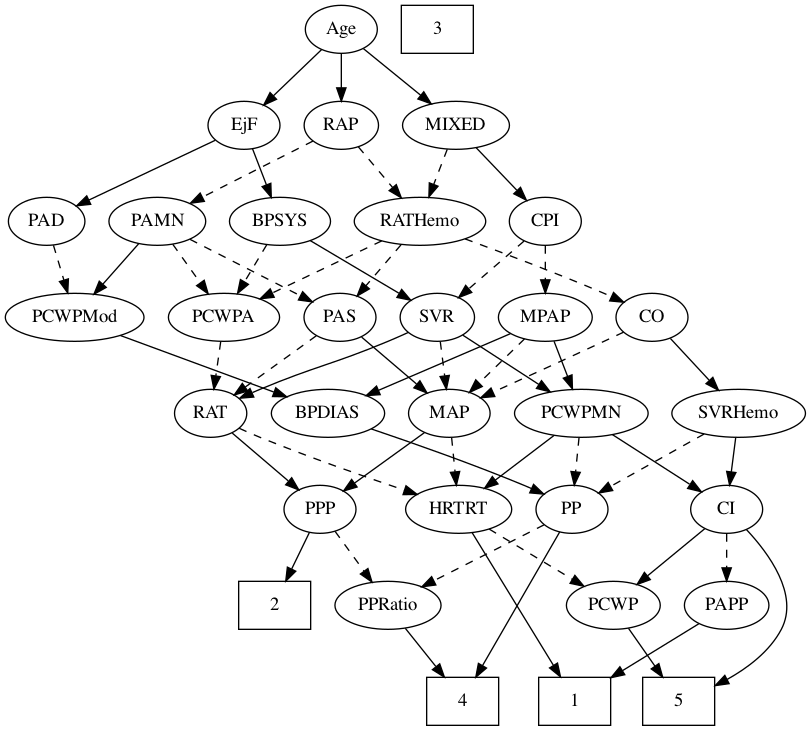 Age
3
EjF
RAP
MIXED
PAD
PAMN
BPSYS
RATHemo
CPI
PCWPMod
PCWPA
PAS
SVR
MPAP
CO
RAT
BPDIAS
MAP
PCWPMN
SVRHemo
PPP
HRTRT
PP
CI
2
PPRatio
PCWP
PAPP
4
1
5